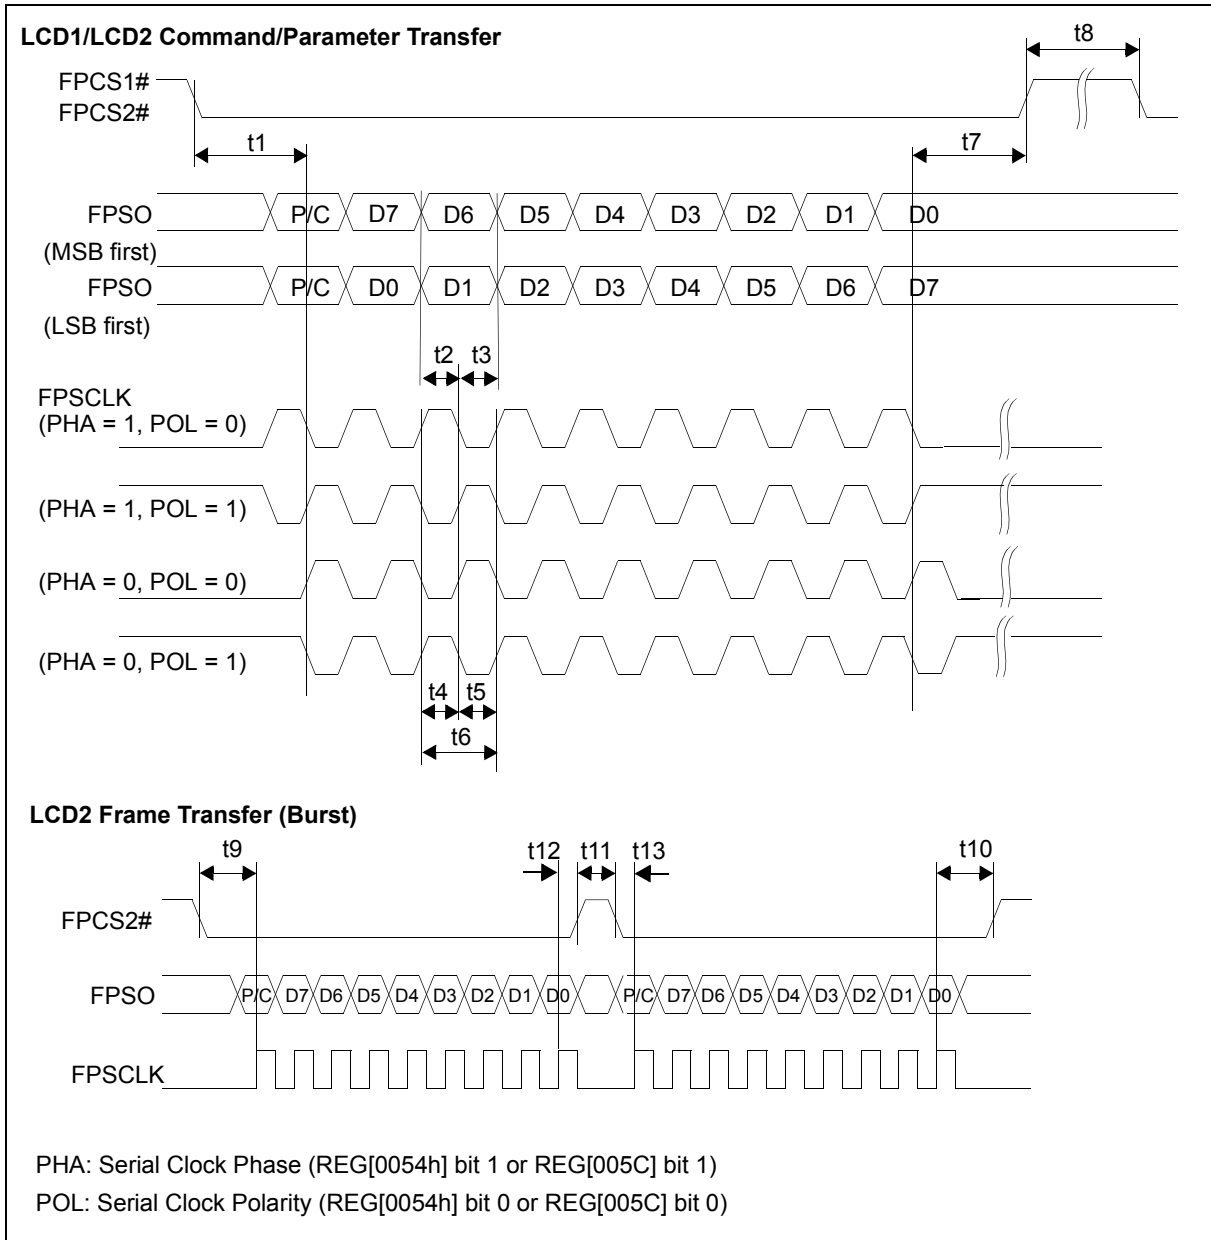 LCD1/LCD2 Command/Parameter Transfer
t8
FPCS1#
FPCS2#
t1
t7
FPSO
P/C D7 D6 D5 D4 D3 D2 D1 D0
(MSB first)
FPSO
P/C D0 D1 D2 D3 D4 D5 D6 D7
(LSB first)
t2 t3
FPSCLK
(PHA = 1, POL = 0)
(PHA = 1, POL = 1)
(PHA = 0, POL = 0)
(PHA = 0, POL = 1)
t4 t5
t6
LCD2 Frame Transfer (Burst)
t9 t12 t11 t13 t10
FPCS2#
FPSO P/C D7 D6 D5 D4 D3 D2 D1 D0 P/C D7 D6 D5 D4 D3 D2 D1 D0
FPSCLK
PHA: Serial Clock Phase (REG[0054h] bit 1 or REG[005C] bit 1)
POL: Serial Clock Polarity (REG[0054h] bit 0 or REG[005C] bit 0)